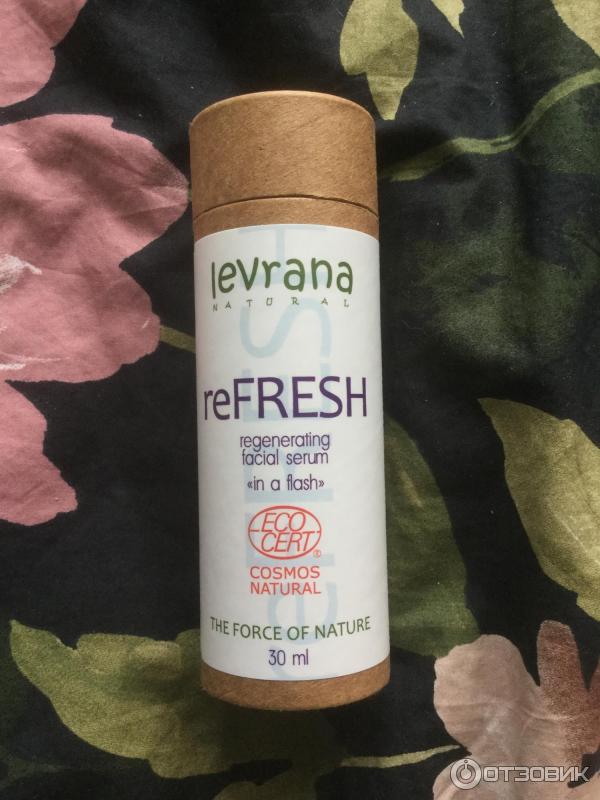 levrana
NATURAL
reFRESH
regenerating
facial serum
«in a flash»
ECO
CERT®
COSMOS
NATURAL
THE FORCE OF NATURE
30 ml
ОТЗОВИК